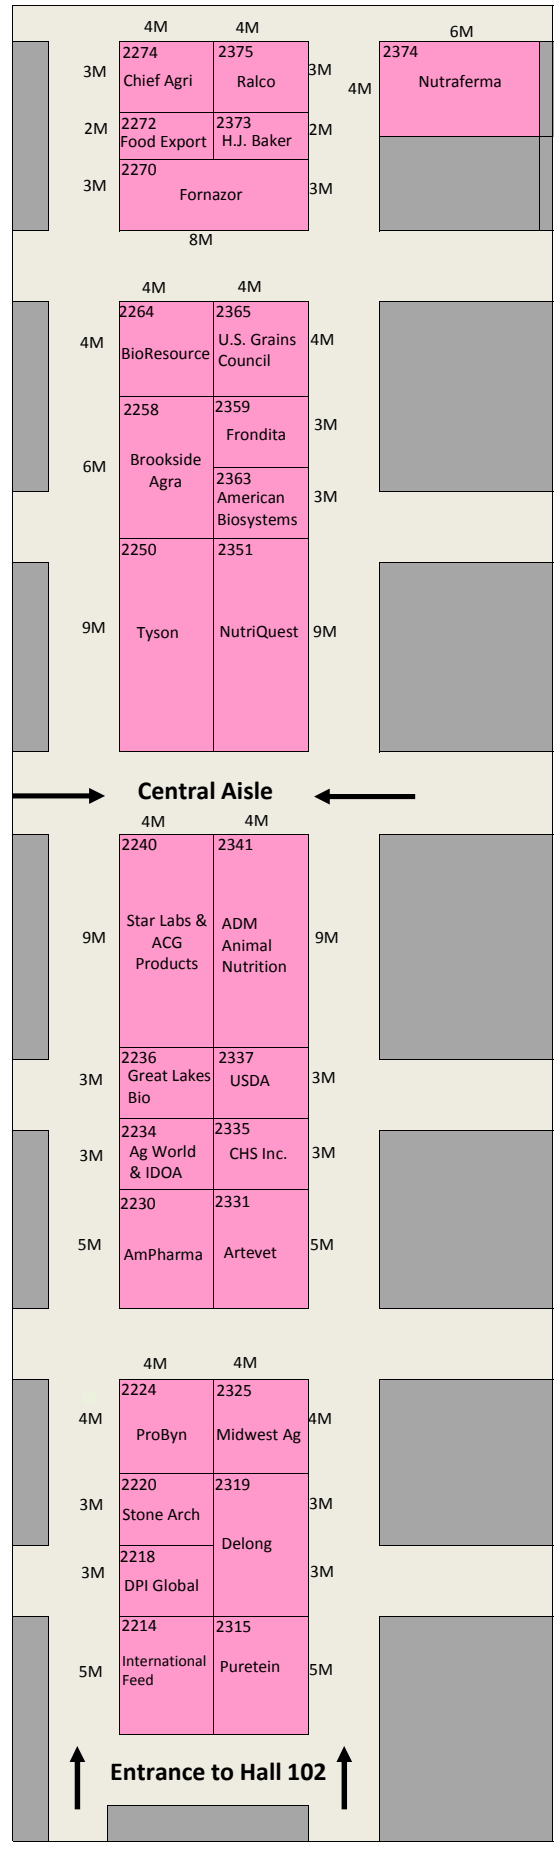 4M 4M 6M
2274 2375 2374
3M Chief Agri Ralco 3M 4M Nutraferma
2M 2272 2373 2M
Food Export H.J. Baker
2270
3M Fornazor 3M
8M
4M 4M
2264 2365
4M BioResource U.S. Grains 4M
Council
2258 2359
Frondita 3M
6M Brookside
Agra
2363
American 3M
Biosystems
2250 2351
9M Tyson NutriQuest 9M
Central Aisle
4M 4M
2240 2341
9M Star Labs & ADM 9M
ACG Animal
Products Nutrition
2236 2337
3M Great Lakes USDA 3M
Bio
2234 2335
3M Ag World CHS Inc. 3M
& IDOA
2230 2331
5M AmPharma Artevet 5M
4M 4M
2224 2325
4M ProByn Midwest Ag 4M
2220 2319
3M Stone Arch 3M
Delong
2218
3M DPI Global 3M
2214 2315
5M International Puretein 5M
Feed
Entrance to Hall 102